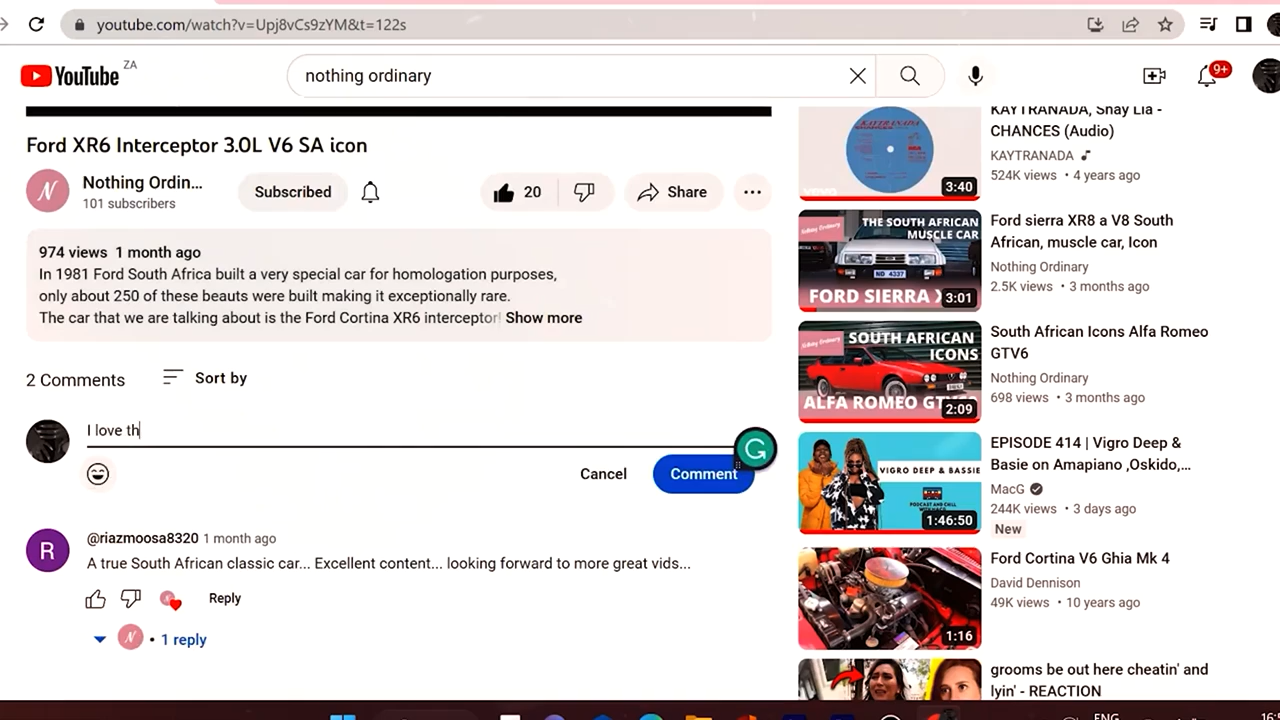 youtube.com/watch?v=Upj8vCs9zYM&t=122s
YouTube ZA
nothing ordinary
9+
Ford XR6 Interceptor 3.0L V6 SA icon
N
Nothing Ordin...
101 subscribers
Subscribed
20
Share
974 views 1 month ago
In 1981 Ford South Africa built a very special car for homologation purposes,
only about 250 of these beauts were built making it exceptionally rare.
The car that we are talking about is the Ford Cortina XR6 interceptor! Show more
2 Comments
Sort by
I love th
Cancel
Comment
R
@riazmoosa8320 1 month ago
A true South African classic car... Excellent content... looking forward to more great vids...
Reply
N • 1 reply
KAYTRANADA
3:40
KAYTRANADA, Shay Lia -
CHANCES (Audio)
KAYTRANADA
524K views • 4 years ago
THE SOUTH AFRICAN
MUSCLE CAR
ND 4337
FORD SIERRA X
3:01
Ford sierra XR8 a V8 South
African, muscle car, Icon
Nothing Ordinary
2.5K views • 3 months ago
SOUTH AFRICAN
ICONS
ALFA ROMEO GTV6
2:09
South African Icons Alfa Romeo
GTV6
Nothing Ordinary
698 views • 3 months ago
VIGRO DEEP & BASSIE
PODCAST AND CHILL
WITH MACG
1:46:50
EPISODE 414 | Vigro Deep &
Basie on Amapiano ,Oskido,...
MacG
244K views • 3 days ago
New
1:16
Ford Cortina V6 Ghia Mk 4
David Dennison
49K views • 10 years ago
grooms be out here cheatin' and
lyin' - REACTION
ENG